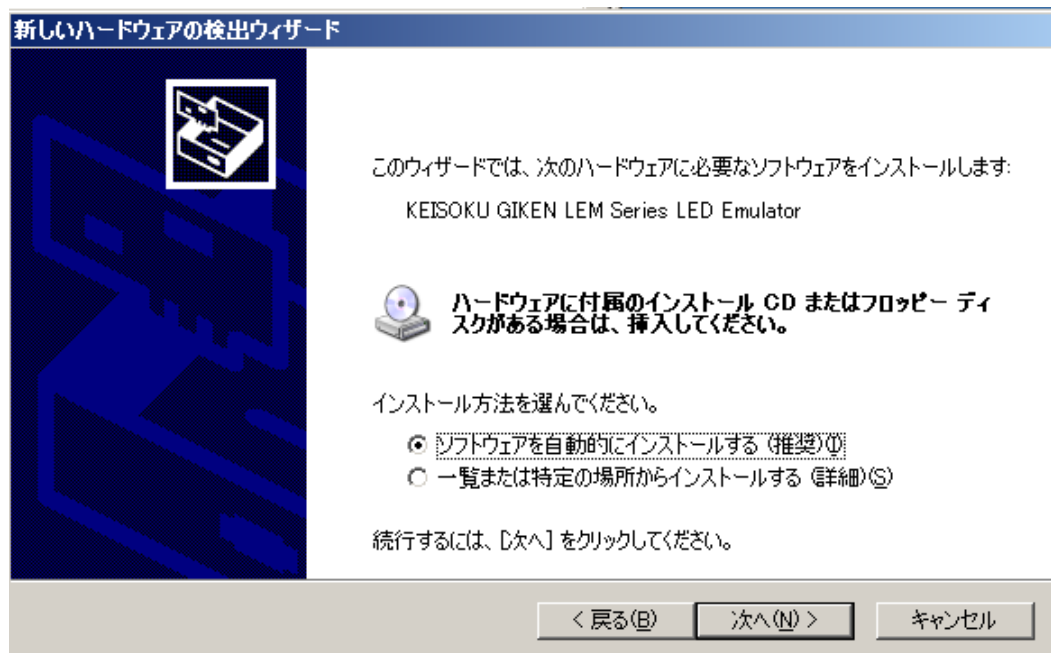 新しいハードウェアの検出ウィザード
このウィザードでは、次のハードウェアに必要なソフトウェアをインストールします:
KEISOKU GIKEN LEM Series LED Emulator
ハードウェアに付属のインストール CD またはフロッピー ディ
スクがある場合は、挿入してください。
インストール方法を選んでください。
ソフトウェアを自動的にインストールする (推奨)(I)
一覧または特定の場所からインストールする (詳細)(S)
続行するには、[次へ] をクリックしてください。
< 戻る(B) 次へ(N) > キャンセル